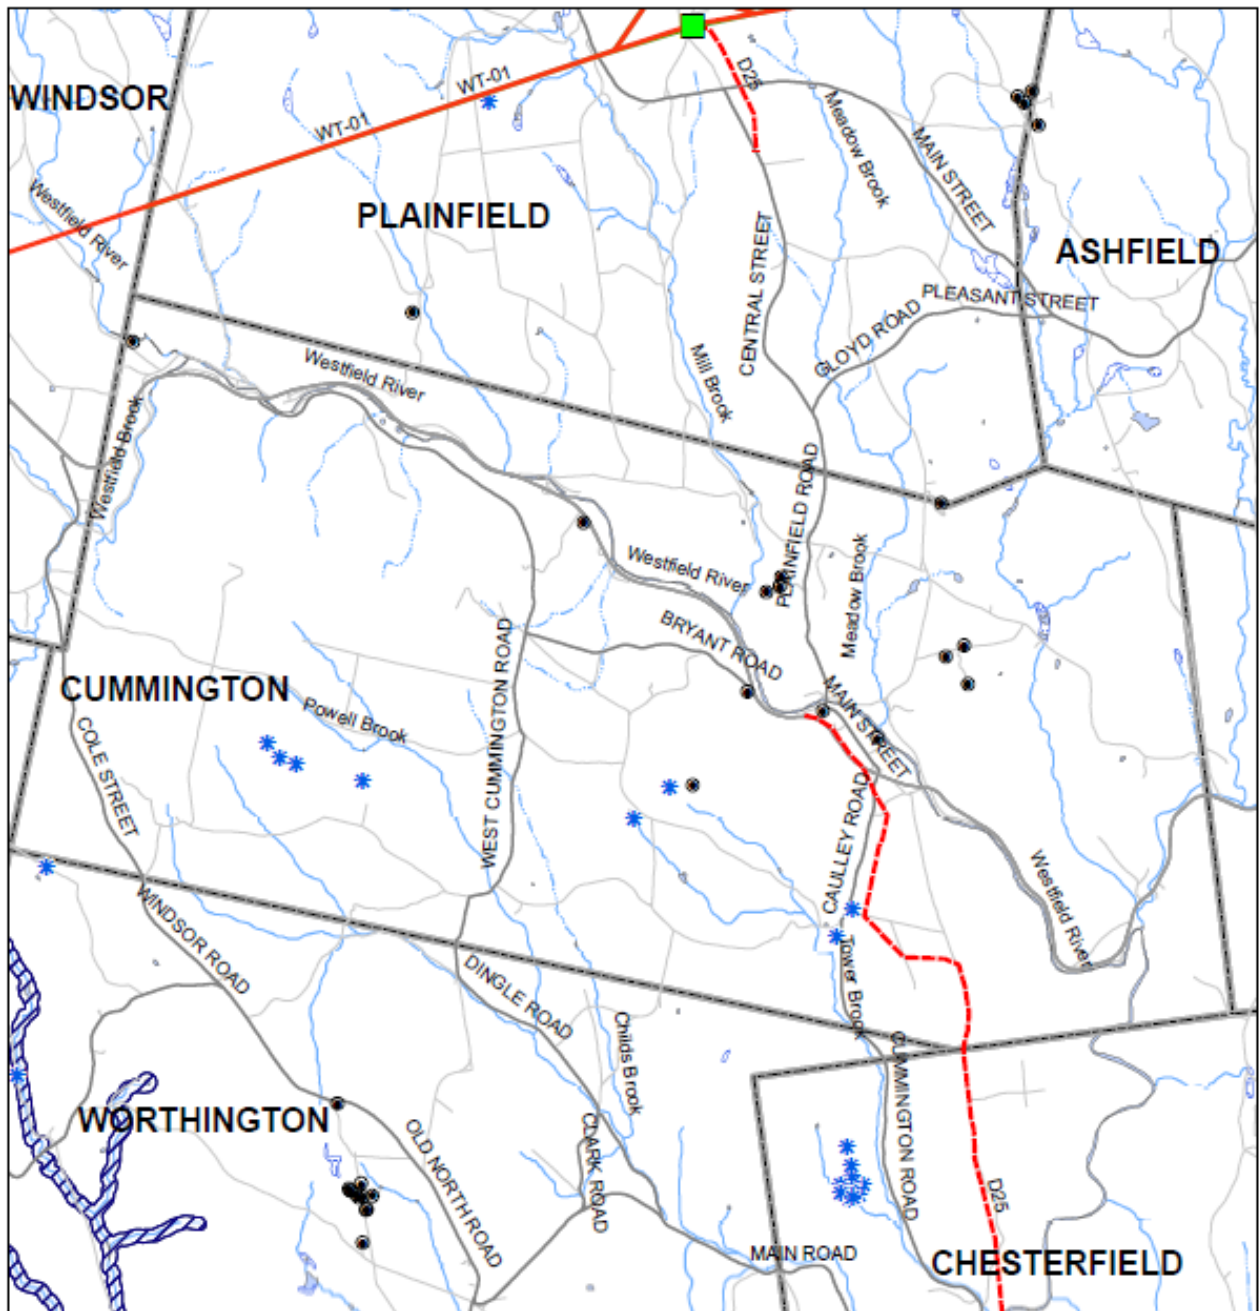 D25
WT-01
WINDSOR
WT-01
Meadow Brook
MAIN STREET
Westfield River
PLAINFIELD
ASHFIELD
CENTRAL STREET
PLEASANT STREET
GLOYD ROAD
Westfield River
Mill Brook
Westfield Brook
PLAINFIELD ROAD
Westfield River
Meadow Brook
BRYANT ROAD
WEST CUMMINGTON ROAD
CUMMINGTON
Powell Brook
MAIN STREET
COLE STREET
CAULLEY ROAD
Westfield River
WINDSOR ROAD
DINGLE ROAD
Tower Brook
Childs Brook
CUMMINGTON ROAD
WORTHINGTON
OLD NORTH ROAD
CLARK ROAD
D25
MAIN ROAD
CHESTERFIELD